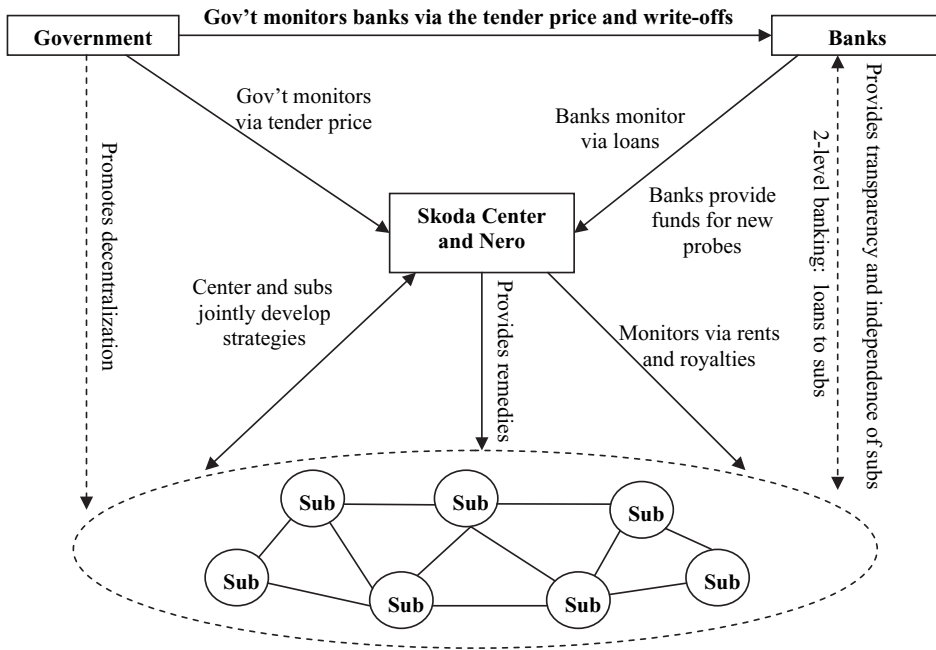 Gov’t monitors banks via the tender price and write-offs
Government
Banks
Gov’t monitors
via tender price
Banks monitor
via loans
Banks provide
funds for new
probes
Skoda Center
and Nero
Promotes decentralization
Center and subs
jointly develop
strategies
Provides remedies
Monitors via rents
and royalties
2-level banking: loans to subs
Provides transparency and independence of subs
Sub
Sub
Sub
Sub
Sub
Sub
Sub